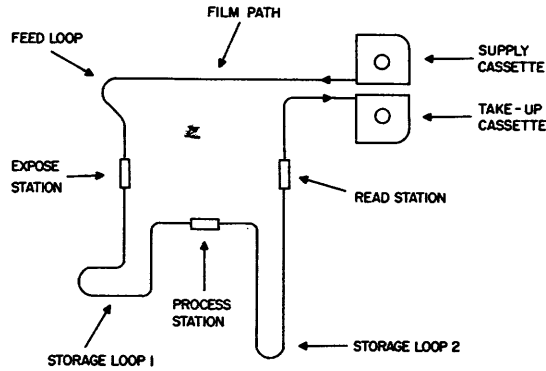 FILM PATH
FEED LOOP
SUPPLY
CASSETTE
TAKE-UP
CASSETTE
EXPOSE
STATION
READ STATION
PROCESS
STATION
STORAGE LOOP 1
STORAGE LOOP 2